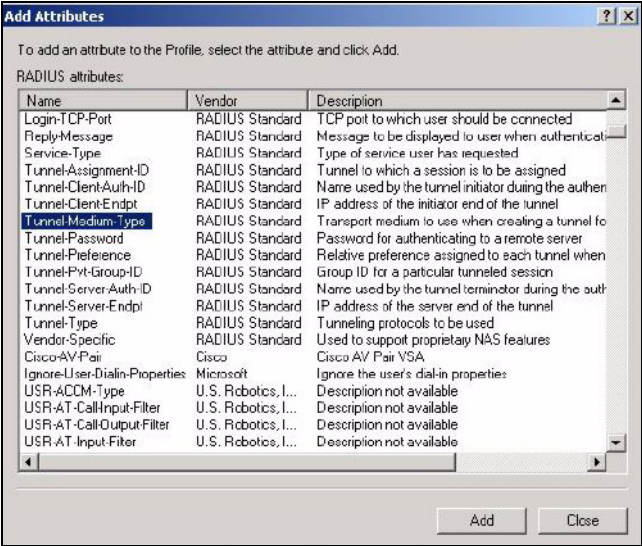 Add Attributes
To add an attribute to the Profile, select the attribute and click Add.
RADIUS attributes:
Name Vendor Description
Login-TCP-Port RADIUS Standard TCP port to which user should be connected
Reply-Message RADIUS Standard Message to be displayed to user when authenticati
Service-Type RADIUS Standard Type of service user has requested
Tunnel-Assignment-ID RADIUS Standard Tunnel to which a session is to be assigned
Tunnel-Client-Auth-ID RADIUS Standard Name used by the tunnel initiator during the authen
Tunnel-Client-Endpt RADIUS Standard IP address of the initiator end of the tunnel
Tunnel-Medium-Type RADIUS Standard Transport medium to use when creating a tunnel fo
Tunnel-Password RADIUS Standard Password for authenticating to a remote server
Tunnel-Preference RADIUS Standard Relative preference assigned to each tunnel when
Tunnel-Pvt-Group-ID RADIUS Standard Group ID for a particular tunneled session
Tunnel-Server-Auth-ID RADIUS Standard Name used by the tunnel terminator during the auth
Tunnel-Server-Endpt RADIUS Standard IP address of the server end of the tunnel
Tunnel-Type RADIUS Standard Tunneling protocols to be used
Vendor-Specific RADIUS Standard Used to support proprietary NAS features
Cisco-AV-Pair Cisco Cisco AV Pair VSA
Ignore-User-Dialin-Properties Microsoft Ignore the user's dial-in properties
USR-ACCM-Type U.S. Robotics, I... Description not available
USR-AT-Call-Input-Filter U.S. Robotics, I... Description not available
USR-AT-Call-Output-Filter U.S. Robotics, I... Description not available
USR-AT-Input-Filter U.S. Robotics, I... Description not available
Add Close